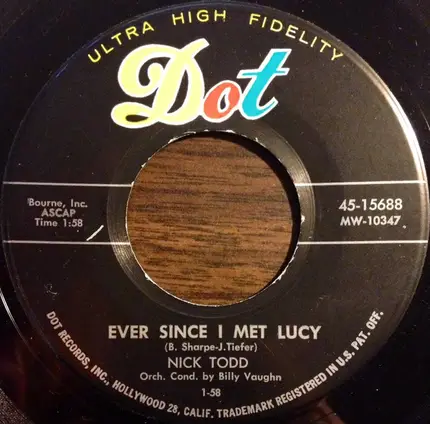 ULTRA HIGH FIDELITY
Dot
Bourne, Inc.
ASCAP
Time 1:58
45-15688
MW-10347
EVER SINCE I MET LUCY
(B. Sharpe-J.Tiefer)
NICK TODD
Orch. Cond. by Billy Vaughn
1-58
DOT RECORDS, INC., HOLLYWOOD 28, CALIF. TRADEMARK REGISTERED IN U.S. PAT. OFF.